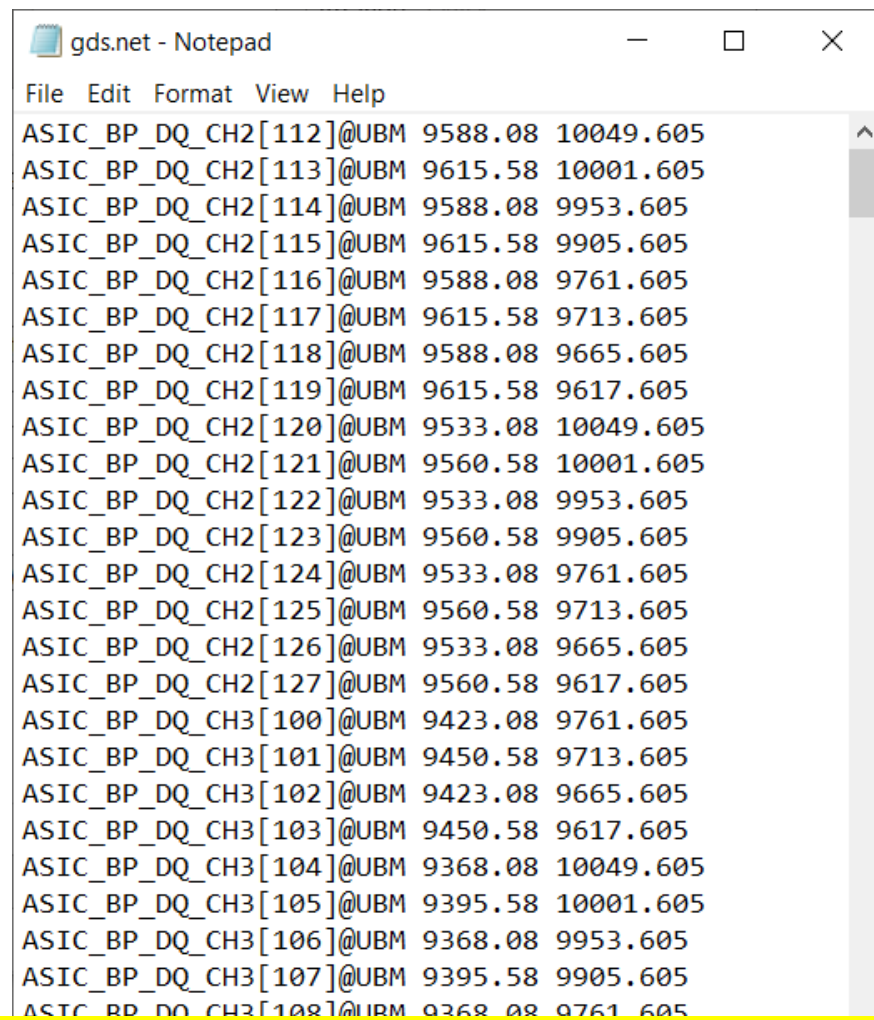 gds.net - Notepad
File Edit Format View Help
ASIC_BP_DQ_CH2[112]@UBM 9588.08 10049.605
ASIC_BP_DQ_CH2[113]@UBM 9615.58 10001.605
ASIC_BP_DQ_CH2[114]@UBM 9588.08 9953.605
ASIC_BP_DQ_CH2[115]@UBM 9615.58 9905.605
ASIC_BP_DQ_CH2[116]@UBM 9588.08 9761.605
ASIC_BP_DQ_CH2[117]@UBM 9615.58 9713.605
ASIC_BP_DQ_CH2[118]@UBM 9588.08 9665.605
ASIC_BP_DQ_CH2[119]@UBM 9615.58 9617.605
ASIC_BP_DQ_CH2[120]@UBM 9533.08 10049.605
ASIC_BP_DQ_CH2[121]@UBM 9560.58 10001.605
ASIC_BP_DQ_CH2[122]@UBM 9533.08 9953.605
ASIC_BP_DQ_CH2[123]@UBM 9560.58 9905.605
ASIC_BP_DQ_CH2[124]@UBM 9533.08 9761.605
ASIC_BP_DQ_CH2[125]@UBM 9560.58 9713.605
ASIC_BP_DQ_CH2[126]@UBM 9533.08 9665.605
ASIC_BP_DQ_CH2[127]@UBM 9560.58 9617.605
ASIC_BP_DQ_CH3[100]@UBM 9423.08 9761.605
ASIC_BP_DQ_CH3[101]@UBM 9450.58 9713.605
ASIC_BP_DQ_CH3[102]@UBM 9423.08 9665.605
ASIC_BP_DQ_CH3[103]@UBM 9450.58 9617.605
ASIC_BP_DQ_CH3[104]@UBM 9368.08 10049.605
ASIC_BP_DQ_CH3[105]@UBM 9395.58 10001.605
ASIC_BP_DQ_CH3[106]@UBM 9368.08 9953.605
ASIC_BP_DQ_CH3[107]@UBM 9395.58 9905.605
ASIC_BP_DQ_CH3[108]@UBM 9368.08 9761.605